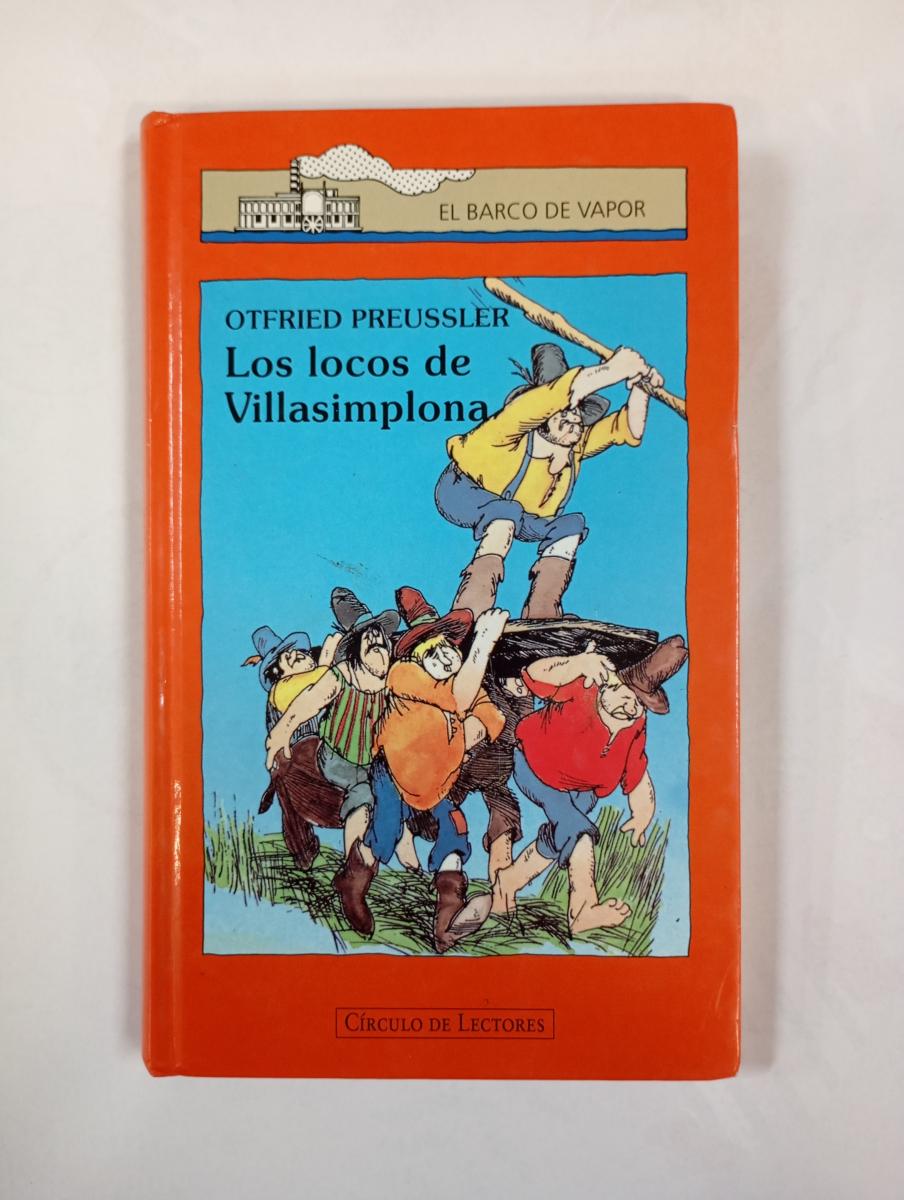 EL BARCO DE VAPOR
OTFRIED PREUSSLER
Los locos de
Villasimplona
CÍRCULO DE LECTORES